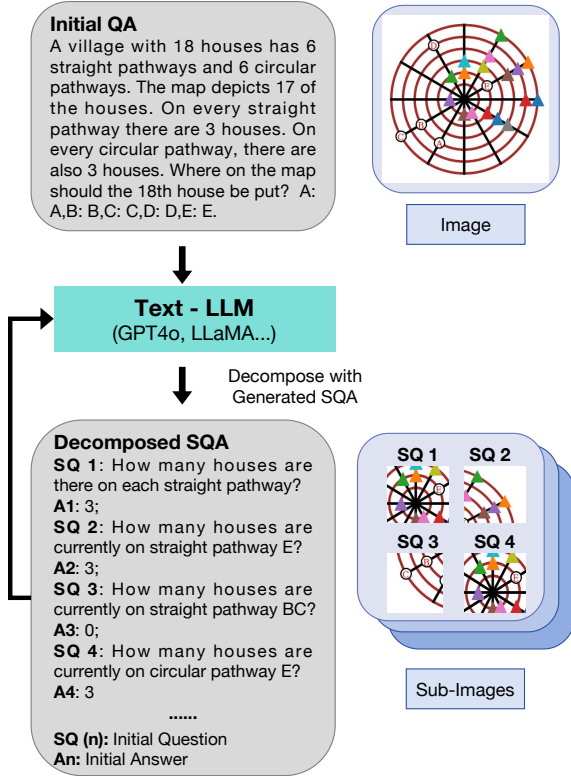 Initial QA
A village with 18 houses has 6
straight pathways and 6 circular
pathways. The map depicts 17 of
the houses. On every straight
pathway there are 3 houses. On
every circular pathway, there are
also 3 houses. Where on the map
should the 18th house be put? A:
A,B: B,C: C,D: D,E: E.
D
E
B
C
A
Image
Text - LLM
(GPT4o, LLaMA...)
Decompose with
Generated SQA
Decomposed SQA
SQ 1: How many houses are
there on each straight pathway?
A1: 3;
SQ 2: How many houses are
currently on straight pathway E?
A2: 3;
SQ 3: How many houses are
currently on straight pathway BC?
A3: 0;
SQ 4: How many houses are
currently on circular pathway E?
A4: 3
......
SQ (n): Initial Question
An: Initial Answer
SQ 1 SQ 2
E
SQ 3 SQ 4
B
C
E
Sub-Images